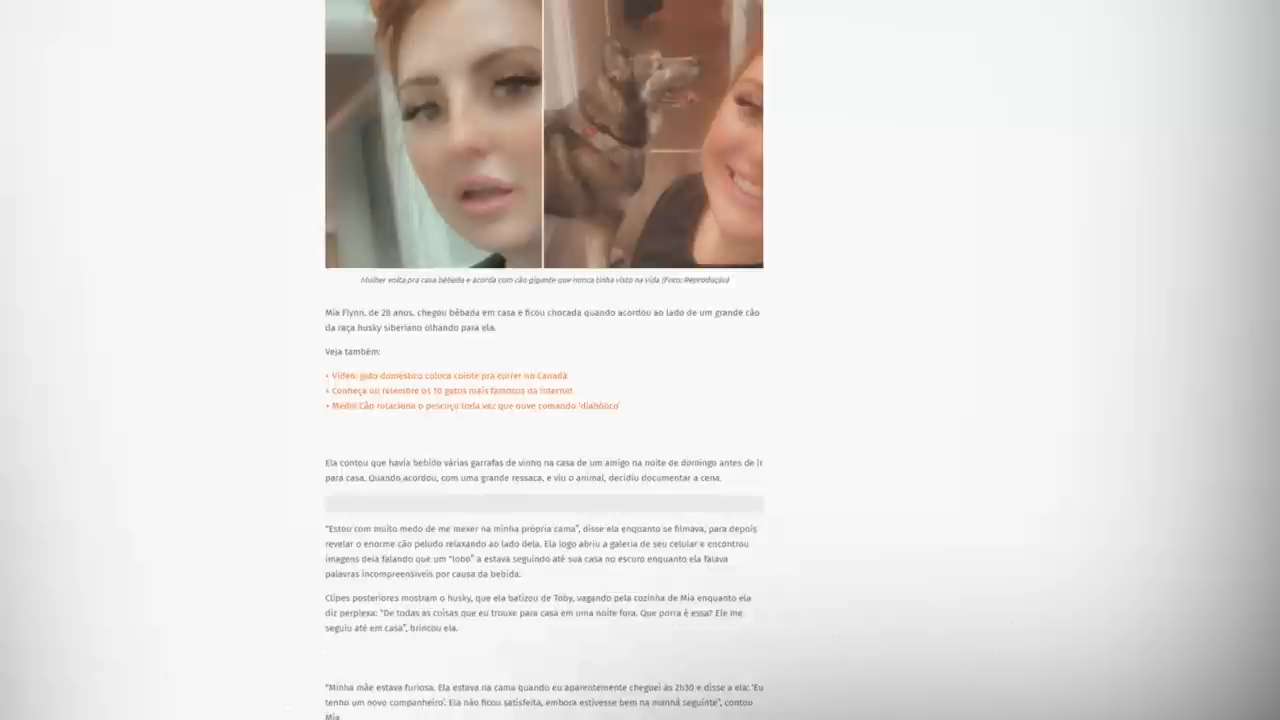 Mulher volta pra casa bêbada e acorda com cão gigante que nunca tinha visto na vida (Foto: Reprodução)
Mia Flynn, de 28 anos, chegou bêbada em casa e ficou chocada quando acordou ao lado de um grande cão
da raça husky siberiano olhando para ela.
Veja também:
+ Vídeo: gato doméstico coloca coiote pra correr no Canadá
+ Conheça ou relembre os 10 gatos mais famosos da internet
+ Medo! Cão rotaciona o pescoço toda vez que ouve comando 'diabólico'
Ela contou que havia bebido várias garrafas de vinho na casa de um amigo na noite de domingo antes de ir
para casa. Quando acordou, com uma grande ressaca, e viu o animal, decidiu documentar a cena.
"Estou com muito medo de me mexer na minha própria cama", disse ela enquanto se filmava, para depois
revelar o enorme cão peludo relaxando ao lado dela. Ela logo abriu a galeria de seu celular e encontrou
imagens dela falando que um "lobo" a estava seguindo até sua casa no escuro enquanto ela falava
palavras incompreensíveis por causa da bebida.
Clipes posteriores mostram o husky, que ela batizou de Toby, vagando pela cozinha de Mia enquanto ela
diz perplexa: "De todas as coisas que eu trouxe para casa em uma noite fora. Que porra é essa? Ele me
seguiu até em casa", brincou ela.
"Minha mãe estava furiosa. Ela estava na cama quando eu aparentemente cheguei às 2h30 e disse a ela: 'Eu
tenho um novo companheiro'. Ela não ficou satisfeita, embora estivesse bem na manhã seguinte", contou
Mia.